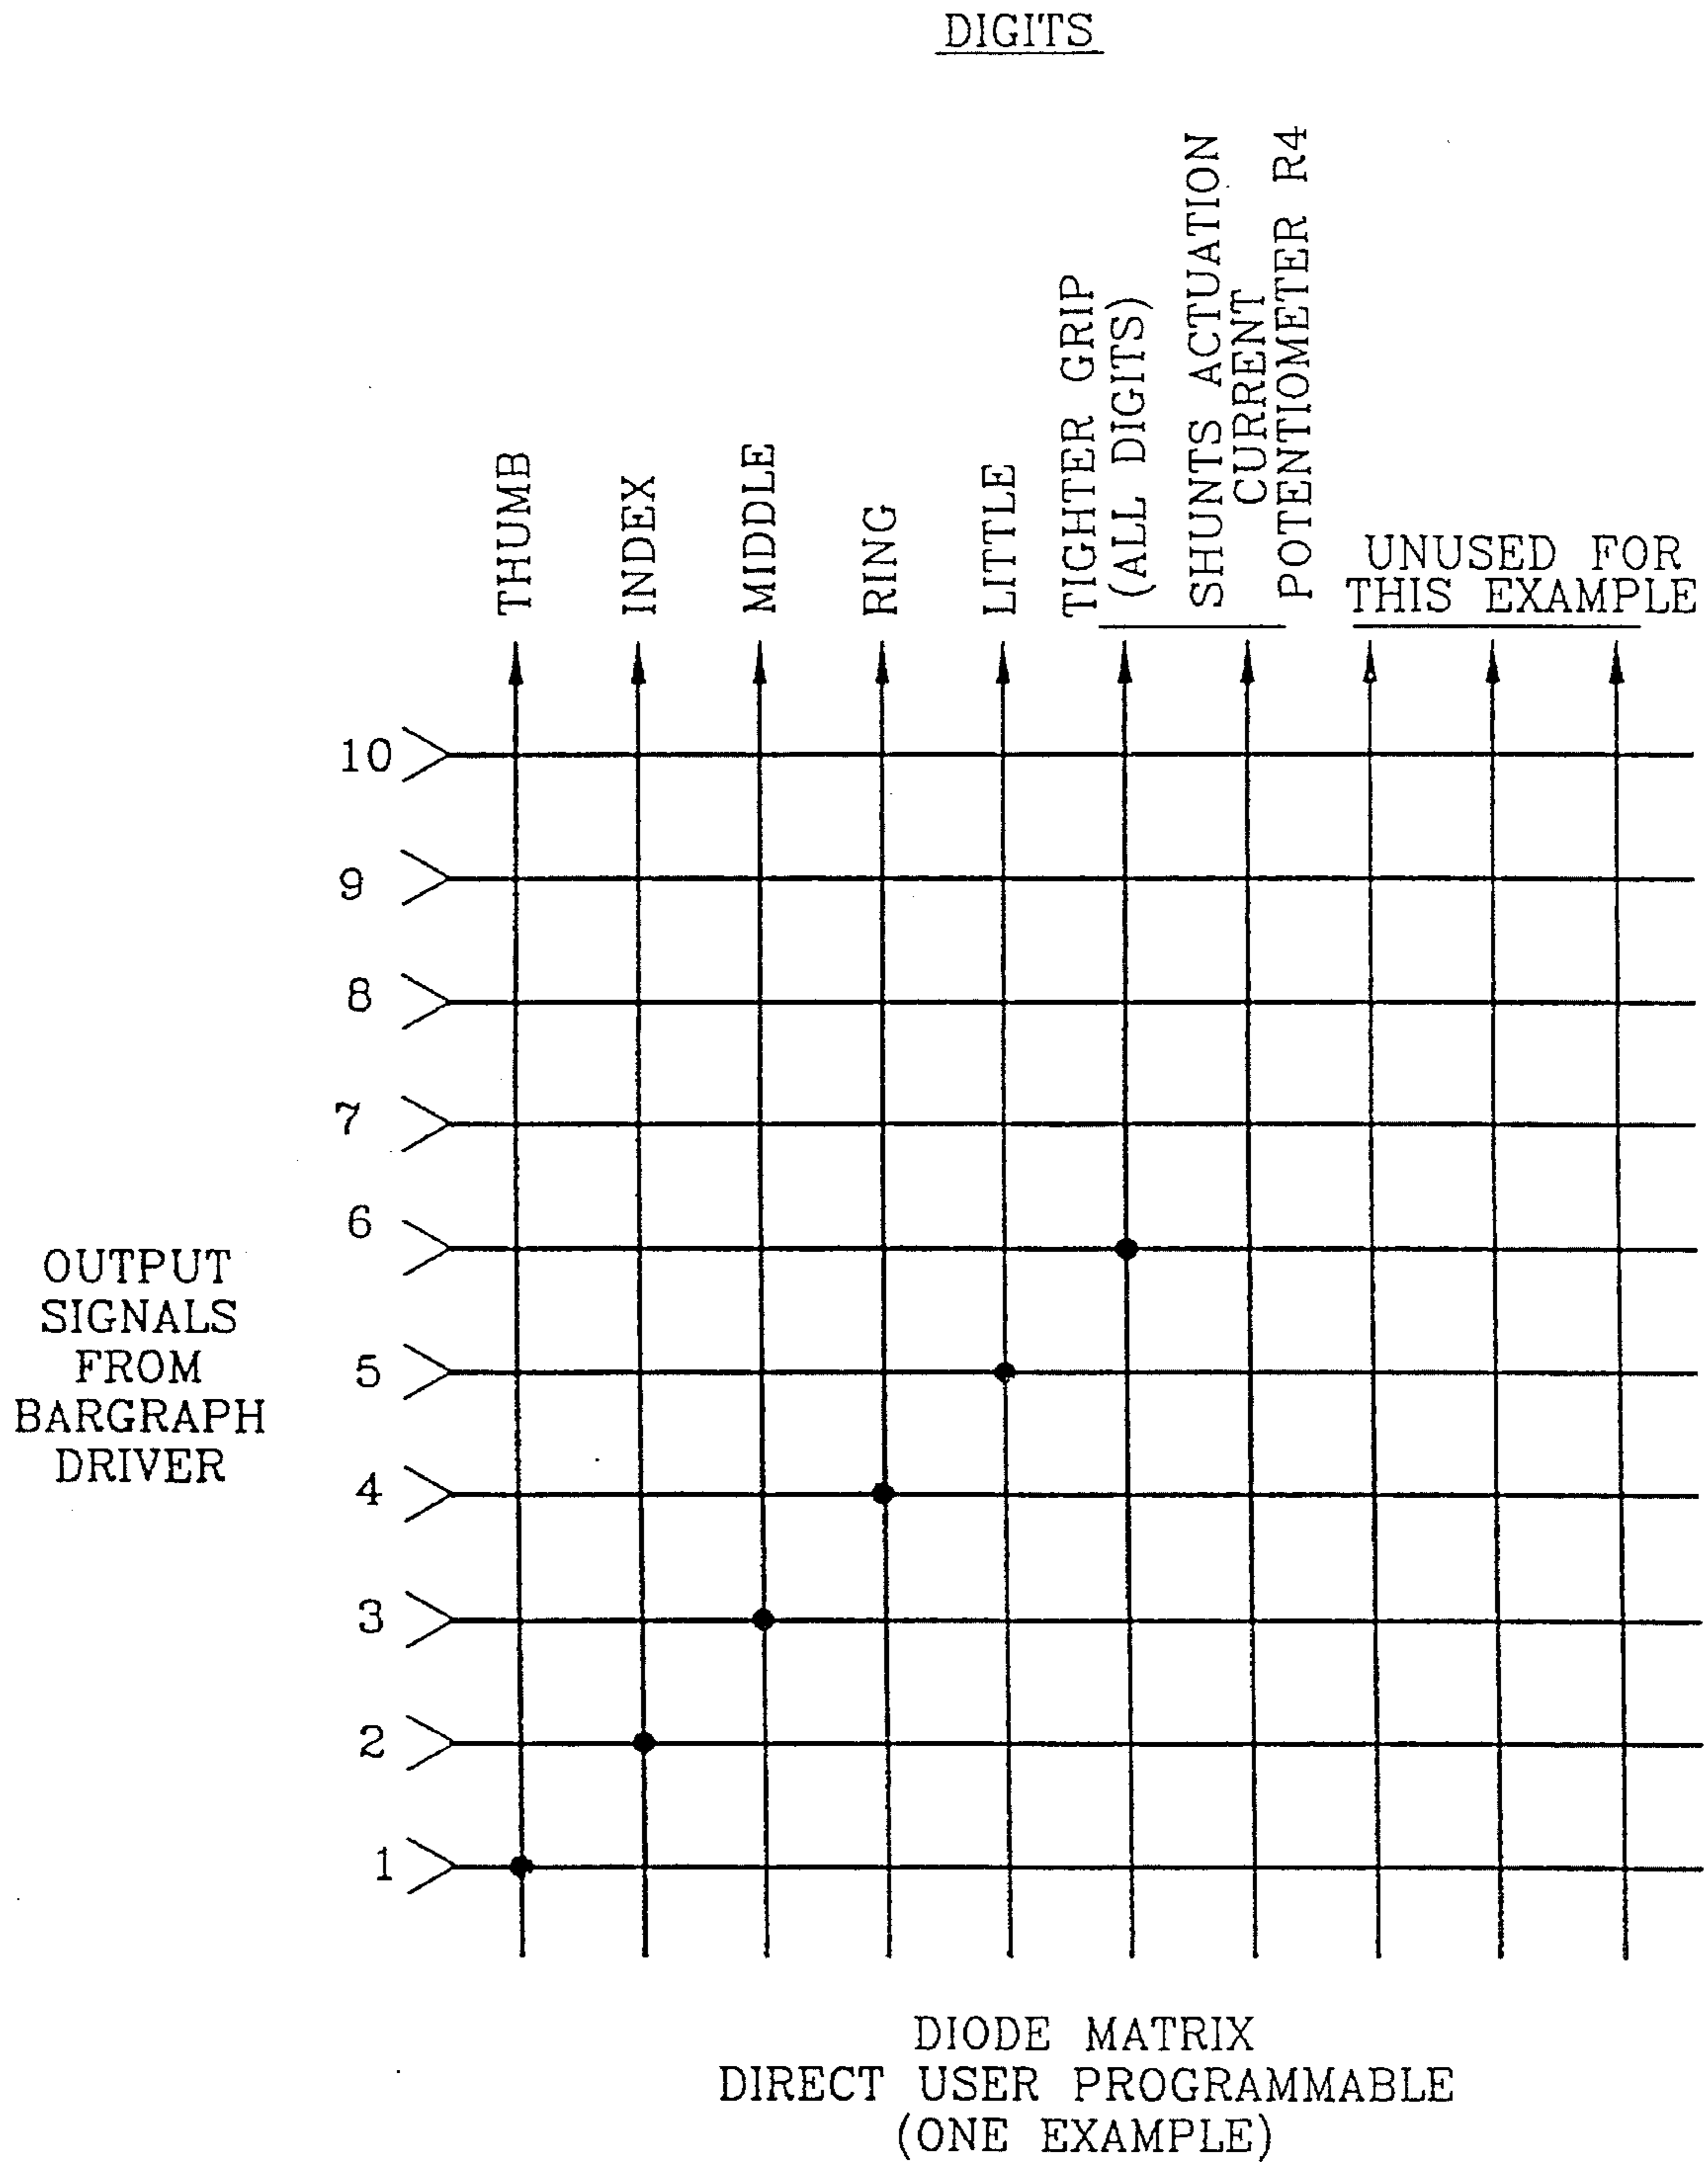 DIGITS
THUMB
INDEX
MIDDLE
RING
LITTLE
TIGHTER GRIP
(ALL DIGITS)
SHUNTS ACTUATION
CURRENT
POTENTIOMETER R4
UNUSED FOR
THIS EXAMPLE
10
9
8
7
6
5
4
3
2
1
OUTPUT
SIGNALS
FROM
BARGRAPH
DRIVER
DIODE MATRIX
DIRECT USER PROGRAMMABLE
(ONE EXAMPLE)